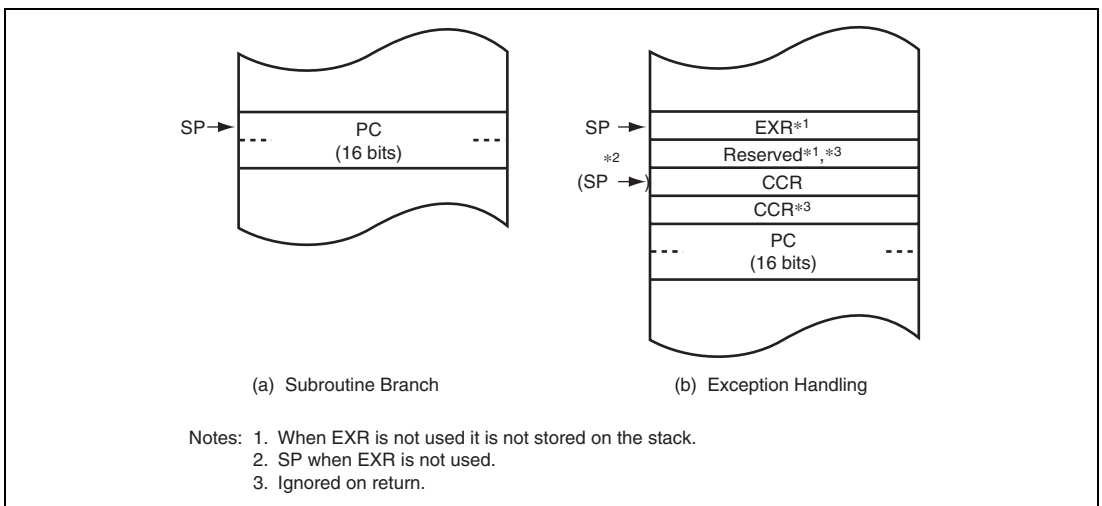 SP
PC
(16 bits)
SP
*2
(SP )
EXR*1
Reserved*1,*3
CCR
CCR*3
PC
(16 bits)
(a) Subroutine Branch
(b) Exception Handling
Notes: 1. When EXR is not used it is not stored on the stack.
2. SP when EXR is not used.
3. Ignored on return.